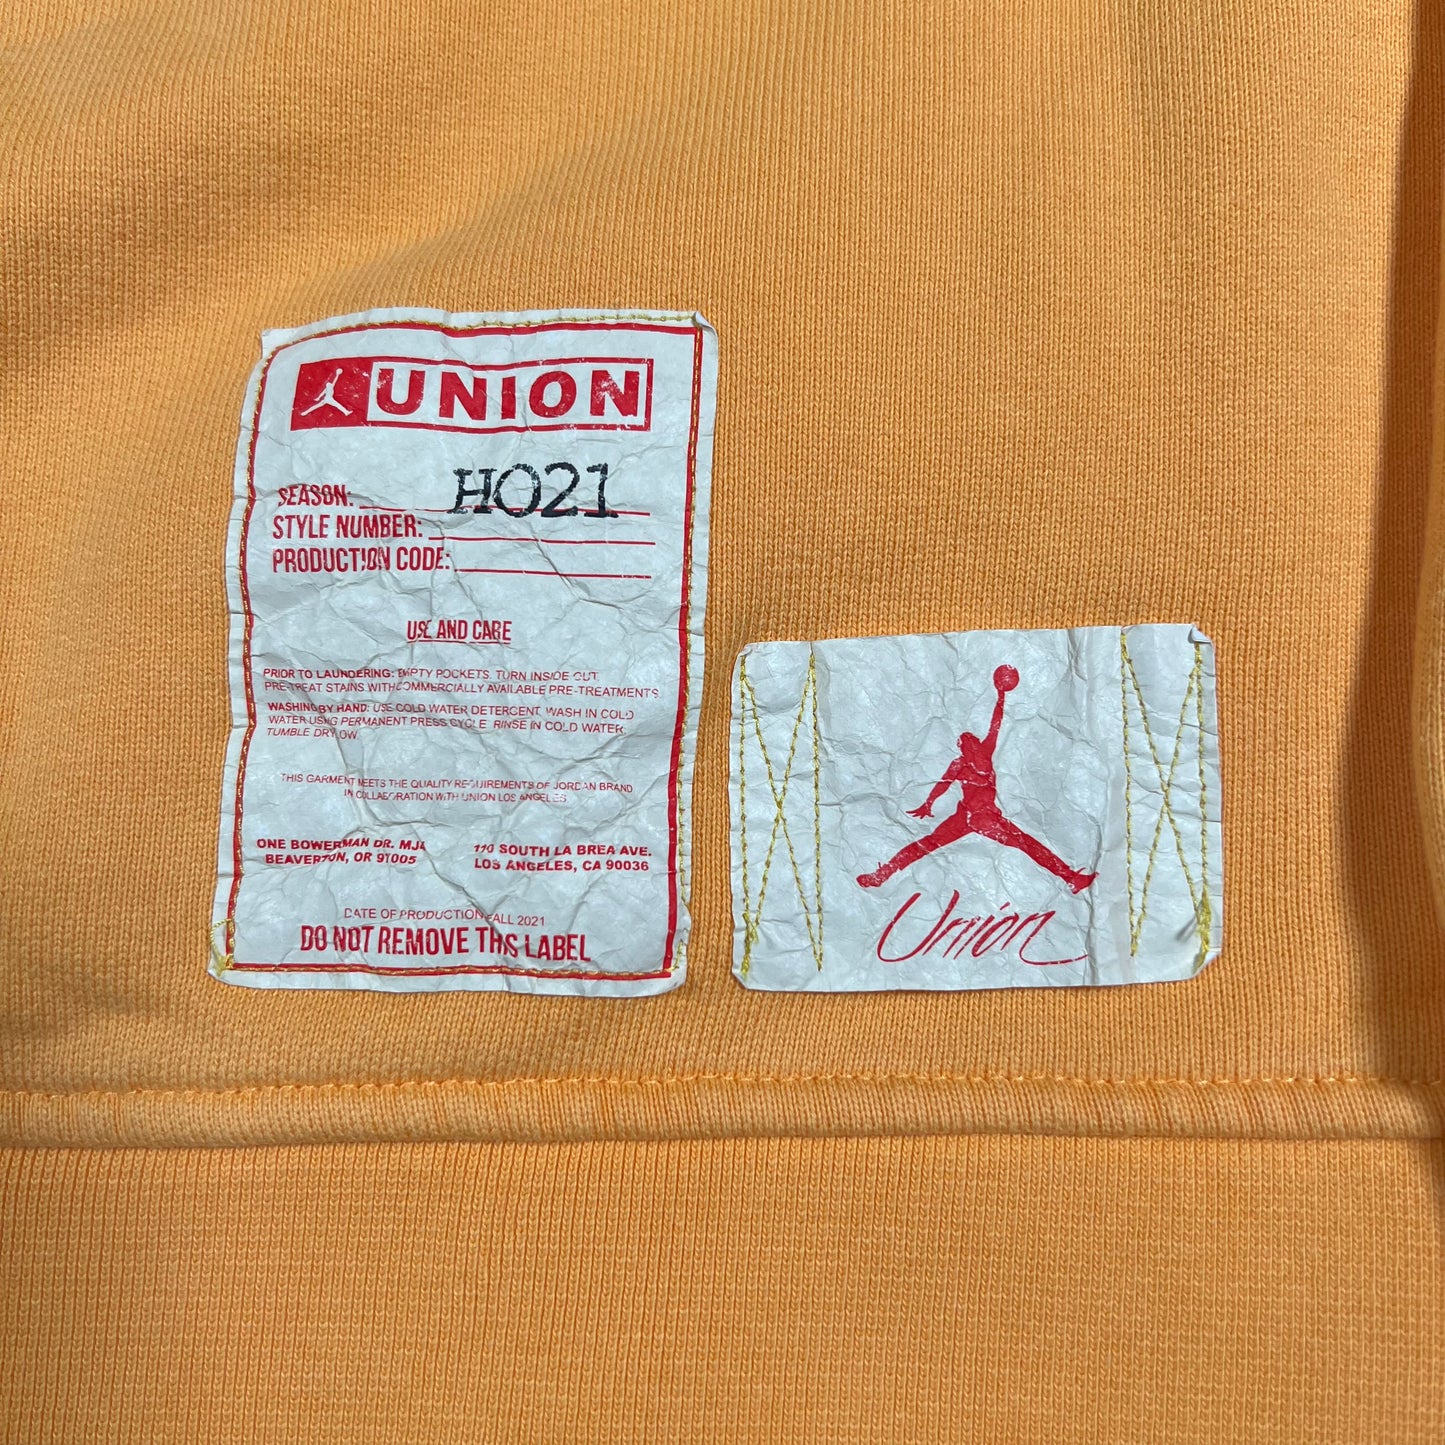 UNION
SEASON: HO21
STYLE NUMBER:
PRODUCTION CODE:
USE AND CARE
PRIOR TO LAUNDERING: EMPTY POCKETS. TURN INSIDE OUT.
PRE-TREAT STAINS WITH COMMERCIALLY AVAILABLE PRE-TREATMENTS
WASHING BY HAND: USE COLD WATER DETERGENT. WASH IN COLD
WATER USING PERMANENT PRESS CYCLE. RINSE IN COLD WATER.
TUMBLE DRY LOW.
THIS GARMENT MEETS THE QUALITY REQUIREMENTS OF JORDAN BRAND
IN COLLABORATION WITH UNION LOS ANGELES
ONE BOWERMAN DR. MJ4
BEAVERTON, OR 97005
110 SOUTH LA BREA AVE.
LOS ANGELES, CA 90036
DATE OF PRODUCTION FALL 2021
DO NOT REMOVE THIS LABEL
Union